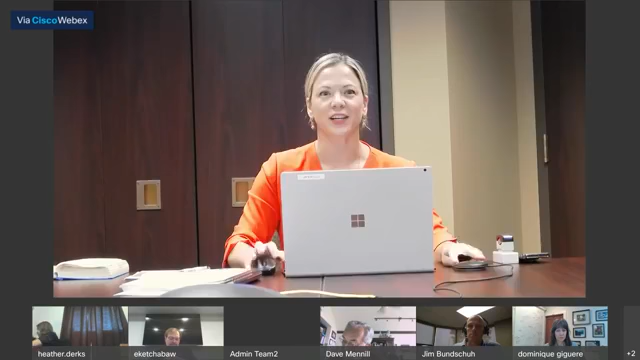 Via CiscoWebex
heather.derks
eketchabaw
Admin Team2
Dave Mennill
Jim Bundschuh
dominique giguere
+2